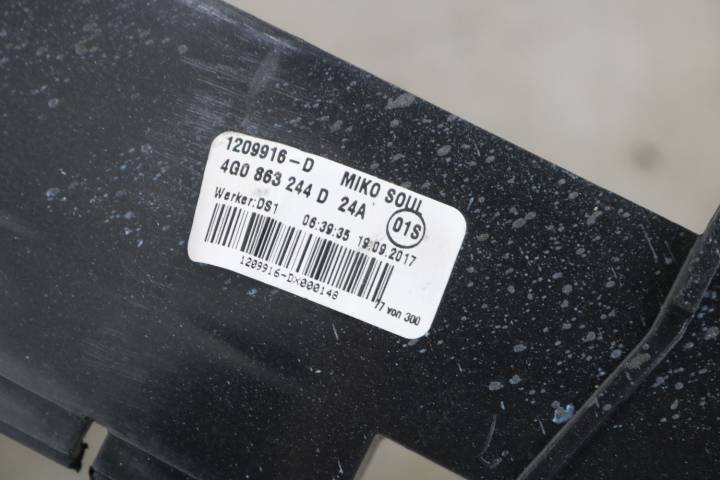 1209916-D MIKO SOUL
4G0 863 244 D 24A
Werker:DS1 06:39:35 19.09.2017
01S
1209916-DX000148
77 von 300